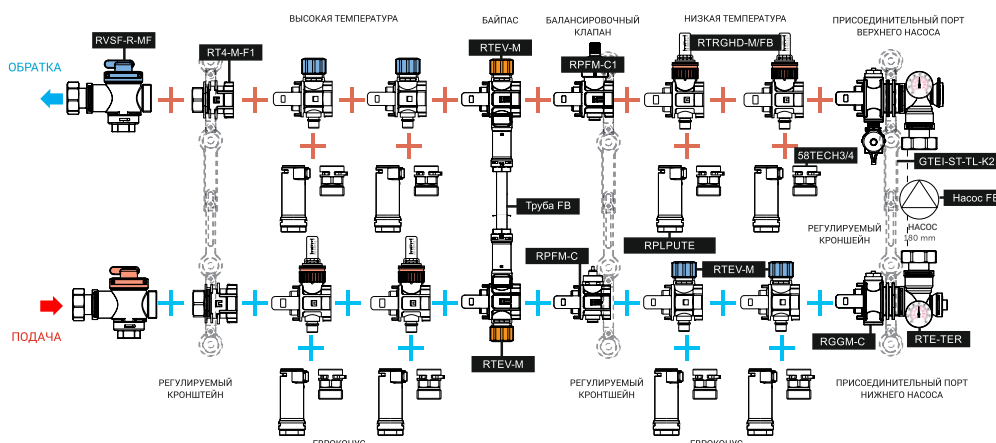 ВЫСОКАЯ ТЕМПЕРАТУРА
БАЙПАС
БАЛАНСИРОВОЧНЫЙ
КЛАПАН
НИЗКАЯ ТЕМПЕРАТУРА
ПРИСОЕДИНИТЕЛЬНЫЙ ПОРТ
ВЕРХНЕГО НАСОСА
RVSF-R-MF
RT4-M-F1
RTEV-M
RPFM-C1
RTRGHD-M/FB
ОБРАТКА
58TECH3/4
GTEI-ST-TL-K2
Труба FB
Насос FB
RPLPUTE
РЕГУЛИРУЕМЫЙ
КРОНШЕЙН
НАСОС
180 mm
RPFM-C
RTEV-M
ПОДАЧА
RTEV-M
RGGM-C
RTE-TER
РЕГУЛИРУЕМЫЙ
КРОНШТЕЙН
РЕГУЛИРУЕМЫЙ
КРОНТШЕЙН
ПРИСОЕДИНИТЕЛЬНЫЙ ПОРТ
НИЖНЕГО НАСОСА
ЕВРОКОНУС
ЕВРОКОНУС